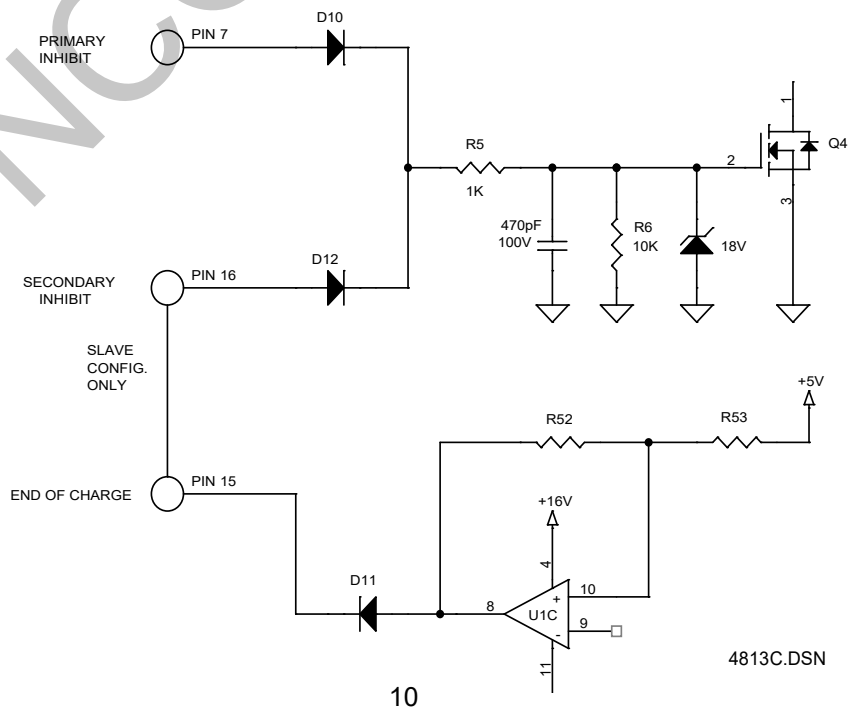 D10
PRIMARY
INHIBIT
PIN 7
R5
1K
1
2
3
Q4
470pF
100V
R6
10K
18V
D12
SECONDARY
INHIBIT
PIN 16
SLAVE
CONFIG.
ONLY
+5V
R52
R53
END OF CHARGE
PIN 15
+16V
4
D11
8
U1C
+
-
10
9
11
4813C.DSN
10